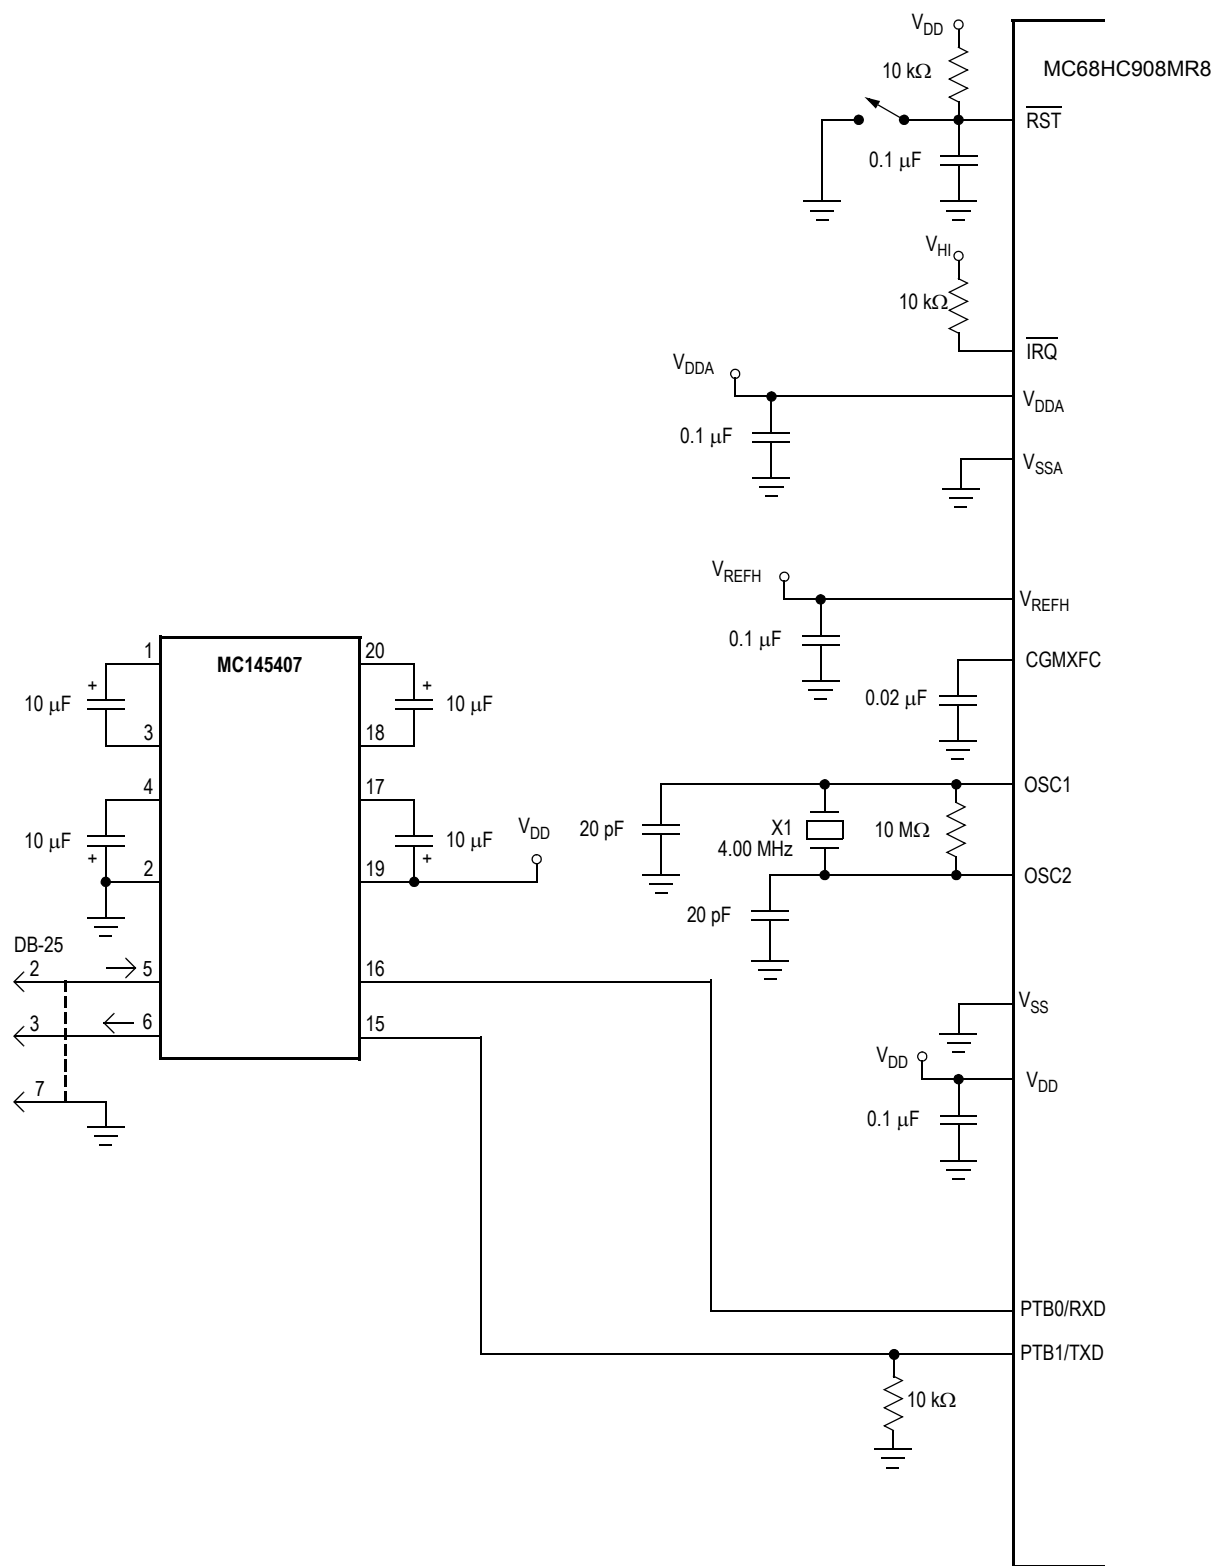 VDD
10 kΩ
MC68HC908MR8
RST
0.1 µF
VHI
10 kΩ
IRQ
VDDA
VDDA
0.1 µF
VSSA
VREFH
VREFH
0.1 µF
CGMXFC
0.02 µF
1
MC145407
20
+
10 µF
+
10 µF
3
18
4
17
10 µF
+
10 µF
+
VDD
2
19
OSC1
20 pF
X1
4.00 MHz
10 MΩ
OSC2
20 pF
DB-25
2
5
16
3
6
15
7
VSS
VDD
VDD
0.1 µF
PTB0/RXD
PTB1/TXD
10 kΩ